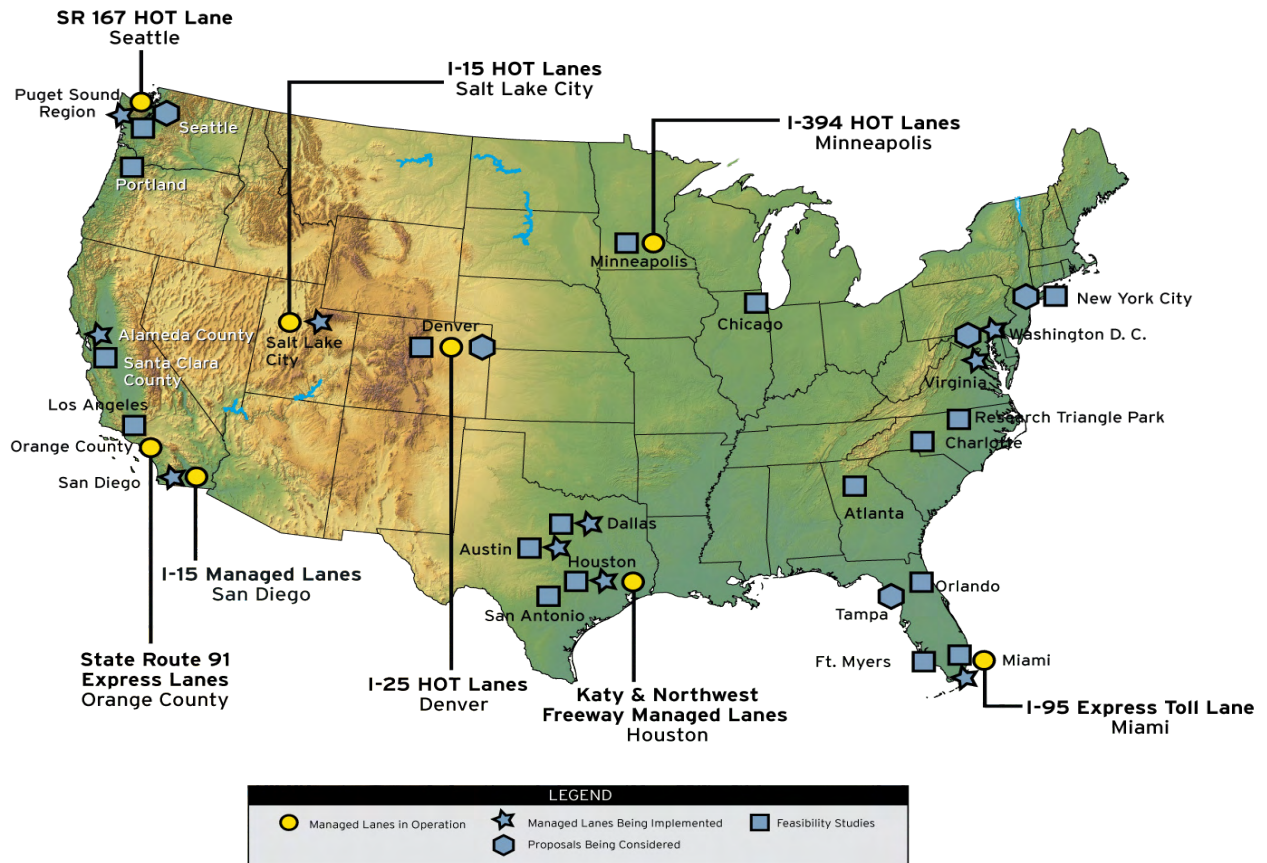 SR 167 HOT Lane
Seattle
I-15 HOT Lanes
Salt Lake City
I-394 HOT Lanes
Minneapolis
Puget Sound
Region
Seattle
Portland
Minneapolis
Chicago
New York City
Washington D. C.
Virginia
Alameda County
Santa Clara
County
Salt Lake
City
Denver
Los Angeles
Orange County
San Diego
Research Triangle Park
Charlotte
Atlanta
Dallas
Austin
Houston
San Antonio
Orlando
Tampa
Ft. Myers
Miami
I-15 Managed Lanes
San Diego
State Route 91
Express Lanes
Orange County
I-25 HOT Lanes
Denver
Katy & Northwest
Freeway Managed Lanes
Houston
I-95 Express Toll Lane
Miami
LEGEND
Managed Lanes in Operation
Managed Lanes Being Implemented
Feasibility Studies
Proposals Being Considered